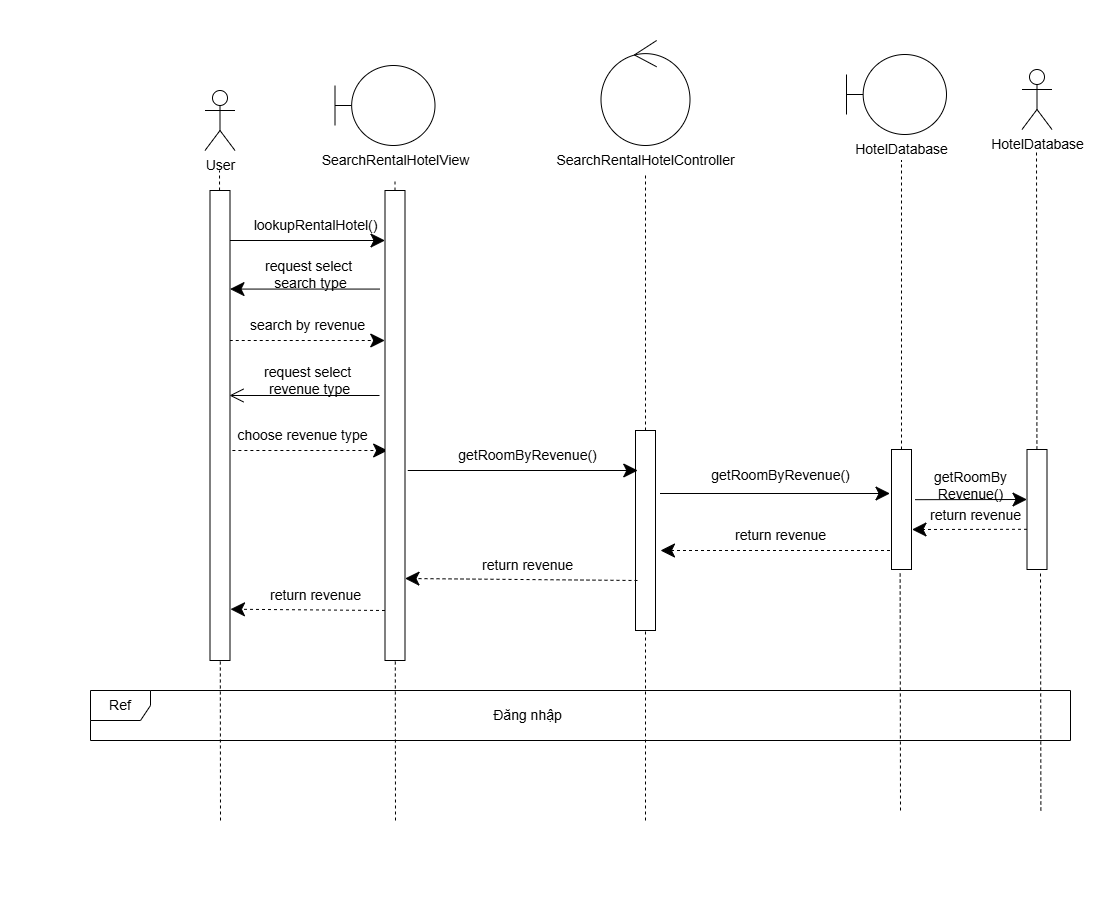 User
SearchRentalHotelView
SearchRentalHotelController
HotelDatabase
HotelDatabase
lookupRentalHotel()
request select
search type
search by revenue
request select
revenue type
choose revenue type
getRoomByRevenue()
getRoomByRevenue()
getRoomBy
Revenue()
return revenue
return revenue
return revenue
return revenue
Ref
Đăng nhập